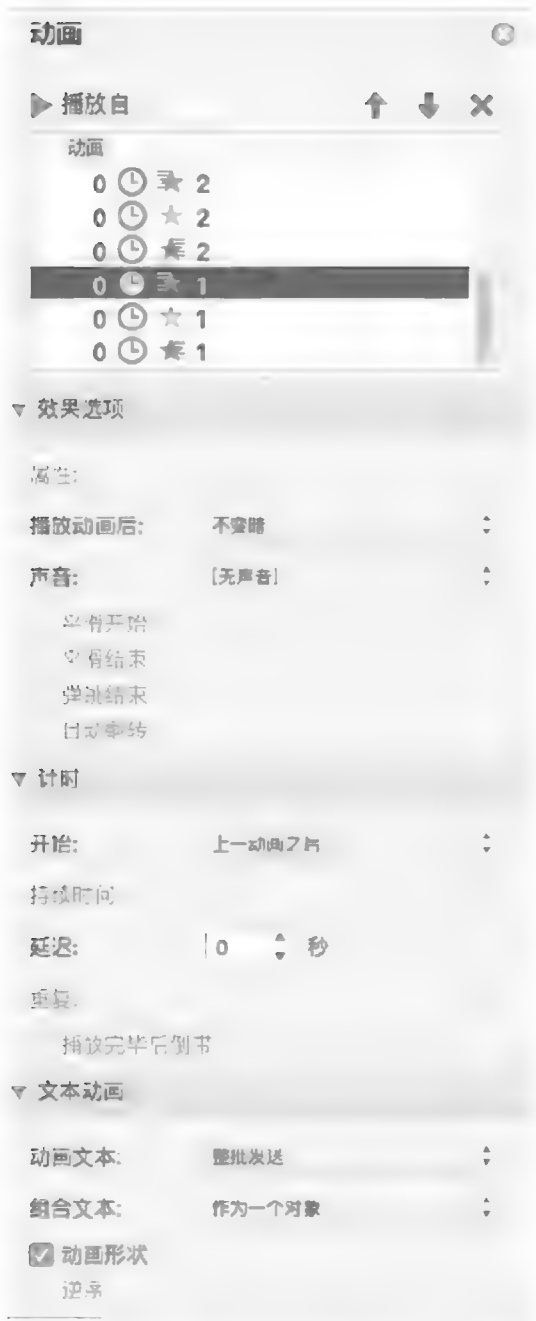 动画
播放自
动画
0 2
0 2
0 2
0 1
0 1
0 1
效果选项
属性:
播放动画后: 不变暗
声音: [无声音]
平滑开始
平滑结束
弹跳结束
自动翻转
计时
开始: 上一动画之后
持续时间
延迟: 0 秒
重复:
播放完毕后倒带
文本动画
动画文本: 整批发送
组合文本: 作为一个对象
动画形状
逆序